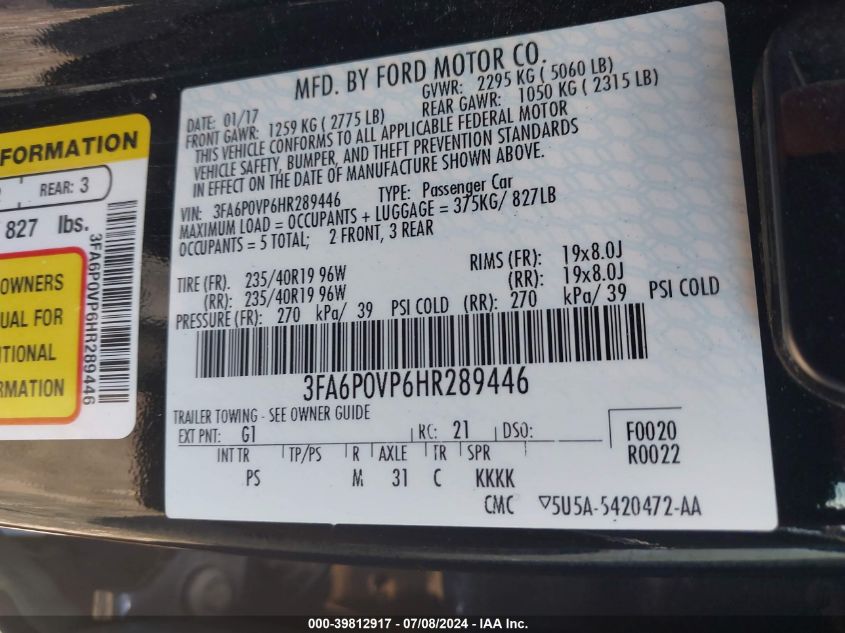 FORMATION
REAR: 3
827 lbs.
OWNERS
UAL FOR
ITIONAL
RMATION
3FA6P0VP6HR289446
MFD. BY FORD MOTOR CO.
DATE: 01/17 GVWR: 2295 KG ( 5060 LB)
FRONT GAWR: 1259 KG ( 2775 LB) REAR GAWR: 1050 KG ( 2315 LB)
THIS VEHICLE CONFORMS TO ALL APPLICABLE FEDERAL MOTOR
VEHICLE SAFETY, BUMPER, AND THEFT PREVENTION STANDARDS
IN EFFECT ON THE DATE OF MANUFACTURE SHOWN ABOVE.
VIN: 3FA6P0VP6HR289446 TYPE: Passenger Car
MAXIMUM LOAD = OCCUPANTS + LUGGAGE = 375KG/ 827LB
OCCUPANTS = 5 TOTAL; 2 FRONT, 3 REAR
TIRE (FR). 235/40R19 96W RIMS (FR): 19x8.0J
(RR): 235/40R19 96W (RR): 19x8.0J
PRESSURE (FR): 270 kPa/ 39 PSI COLD (RR): 270 kPa/ 39 PSI COLD
3FA6P0VP6HR289446
TRAILER TOWING - SEE OWNER GUIDE
EXT PNT: G1 RC: 21 DSO: F0020
INT TR TP/PS R AXLE TR SPR R0022
PS M 31 C KKKK
CMC ▽5U5A-5420472-AA
000-39812917 / 07/08/2024 - IAA Inc.